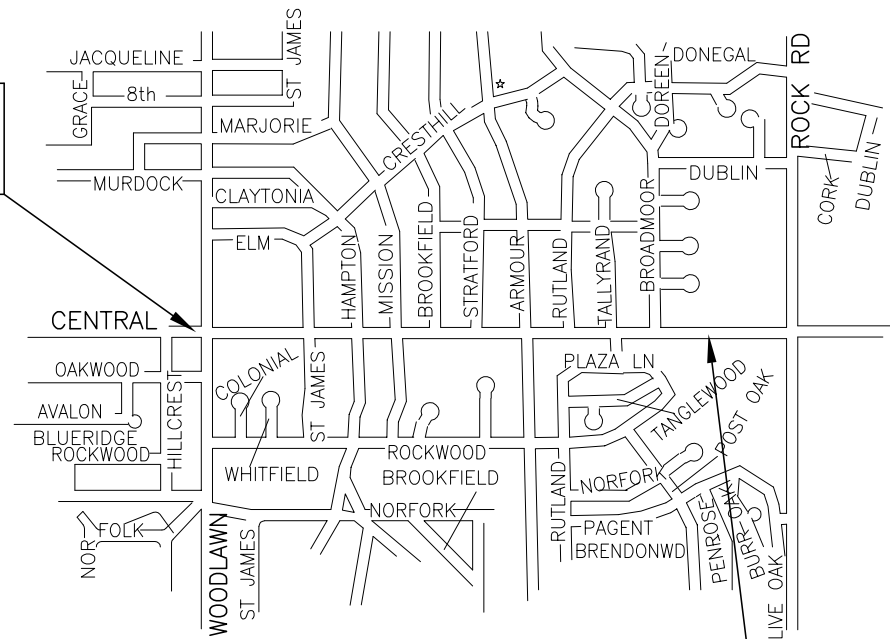 JACQUELINE
ST JAMES
DONEGAL
ROCK RD
GRACE
8th
DOREEN
MARJORIE
CRESTHILL
DUBLIN
MURDOCK
CLAYTONIA
CORK
DUBLIN
ELM
HAMPTON
MISSION
BROOKFIELD
STRATFORD
ARMOUR
RUTLAND
TALLYRAND
BROADMOOR
CENTRAL
OAKWOOD
COLONIAL
ST JAMES
PLAZA LN
AVALON
HILLCREST
TANGLEWOOD
POST OAK
BLUERIDGE
ROCKWOOD
ROCKWOOD
WHITFIELD
BROOKFIELD
NORFORK
NORFORK
RUTLAND
NOR
FOLK
WOODLAWN
ST JAMES
PAGENT
BRENDONWD
PENROSE
BURR OAK
LIVE OAK